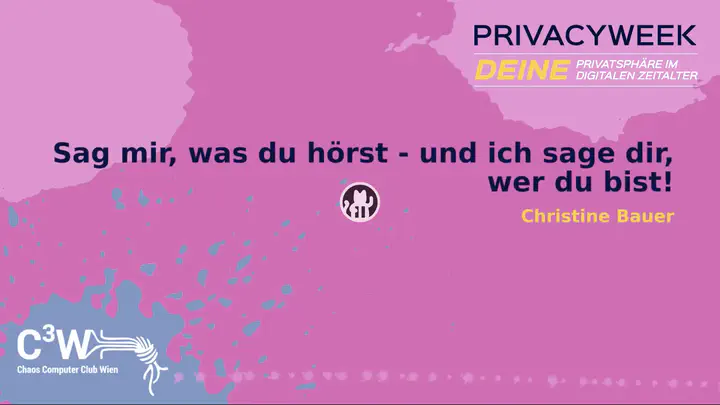 PRIVACYWEEK
DEINE PRIVATSPHÄRE IM
DIGITALEN ZEITALTER
Sag mir, was du hörst - und ich sage dir,
wer du bist!
Christine Bauer
C³W
Chaos Computer Club Wien